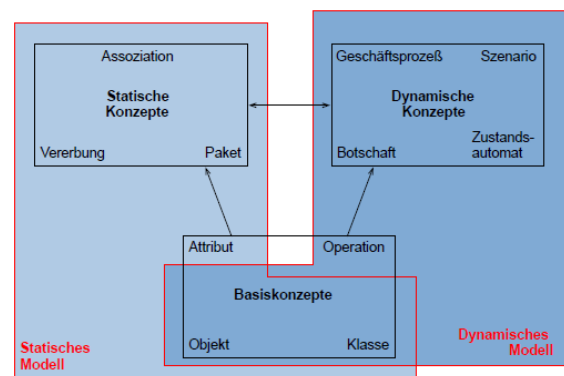 Assoziation
Statische
Konzepte
Vererbung Paket
Geschäftsprozeß Szenario
Dynamische
Konzepte
Botschaft Zustands-
automat
Attribut Operation
Basiskonzepte
Objekt Klasse
Statisches
Modell
Dynamisches
Modell